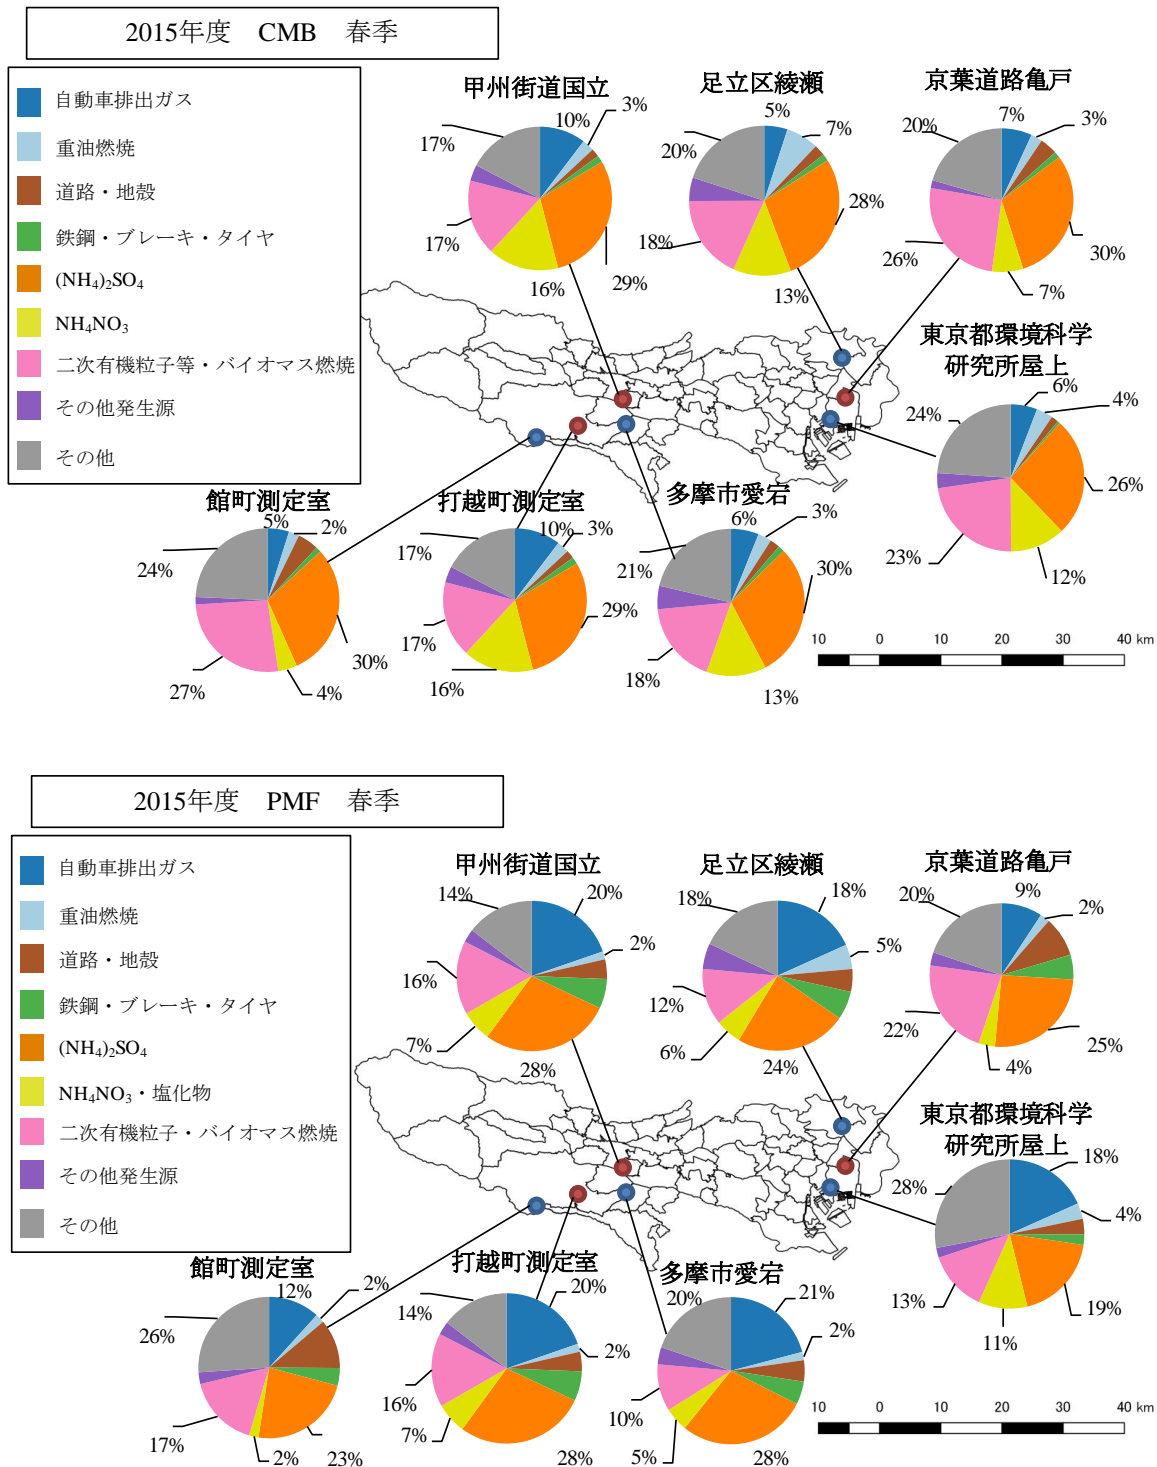 2015年度 CMB 春季
自動車排出ガス
重油燃焼
道路・地殻
鉄鋼・ブレーキ・タイヤ
(NH₄)₂SO₄
NH₄NO₃
二次有機粒子等・バイオマス燃焼
その他発生源
その他
甲州街道国立
10%
3%
29%
16%
17%
17%
足立区綾瀬
5%
7%
28%
13%
18%
20%
京葉道路亀戸
7%
3%
30%
7%
26%
20%
東京都環境科学
研究所屋上
6%
4%
26%
12%
23%
24%
館町測定室
5%
2%
30%
4%
27%
24%
打越町測定室
10%
3%
29%
16%
17%
17%
多摩市愛宕
6%
3%
30%
13%
18%
21%
10 0 10 20 30 40 km
2015年度 PMF 春季
自動車排出ガス
重油燃焼
道路・地殻
鉄鋼・ブレーキ・タイヤ
(NH₄)₂SO₄
NH₄NO₃・塩化物
二次有機粒子・バイオマス燃焼
その他発生源
その他
甲州街道国立
20%
2%
28%
7%
16%
14%
足立区綾瀬
18%
5%
24%
6%
12%
18%
京葉道路亀戸
9%
2%
25%
4%
22%
20%
東京都環境科学
研究所屋上
18%
4%
19%
11%
13%
28%
館町測定室
12%
2%
23%
2%
17%
26%
打越町測定室
20%
2%
28%
7%
16%
14%
多摩市愛宕
21%
2%
28%
5%
10%
20%
10 0 10 20 30 40 km